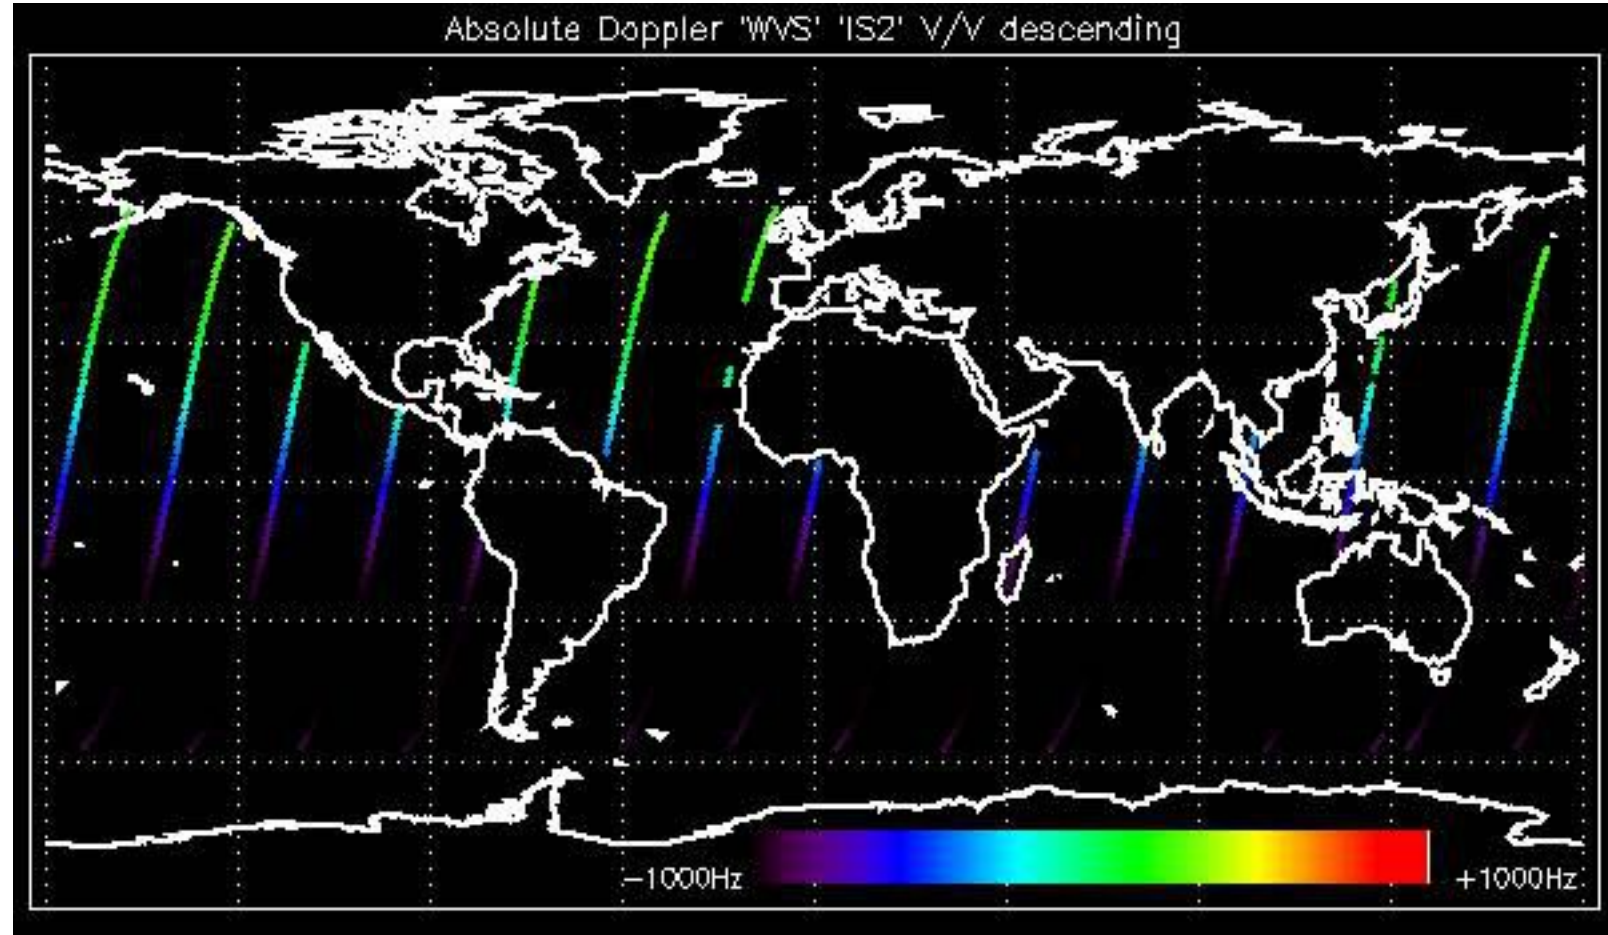 Absolute Doppler 'WVS' 'IS2' V/V descending
-1000Hz
+1000Hz